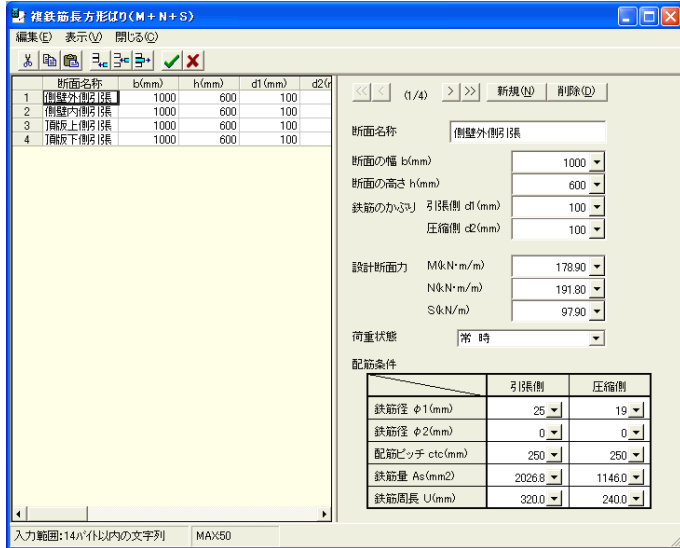 複鉄筋長方形ばり(M+N+S)
編集(E) 表示(V) 閉じる(C)
断面名称 b(mm) h(mm) d1(mm) d2(r
1 側壁外側引張 1000 600 100
2 側壁内側引張 1000 600 100
3 頂版上側引張 1000 600 100
4 頂版下側引張 1000 600 100
<< < (1/4) > >> 新規(N) 削除(D)
断面名称 側壁外側引張
断面の幅 b(mm) 1000
断面の高さ h(mm) 600
鉄筋のかぶり 引張側 d1(mm) 100
圧縮側 d2(mm) 100
設計断面力 M(kN・m/m) 178.90
N(kN・m/m) 191.80
S(kN/m) 97.90
荷重状態 常 時
配筋条件
引張側 圧縮側
鉄筋径 φ1(mm) 25 19
鉄筋径 φ2(mm) 0 0
配筋ピッチ ctc(mm) 250 250
鉄筋量 As(mm2) 2026.8 1146.0
鉄筋周長 U(mm) 320.0 240.0
入力範囲:14バイト以内の文字列 MAX50